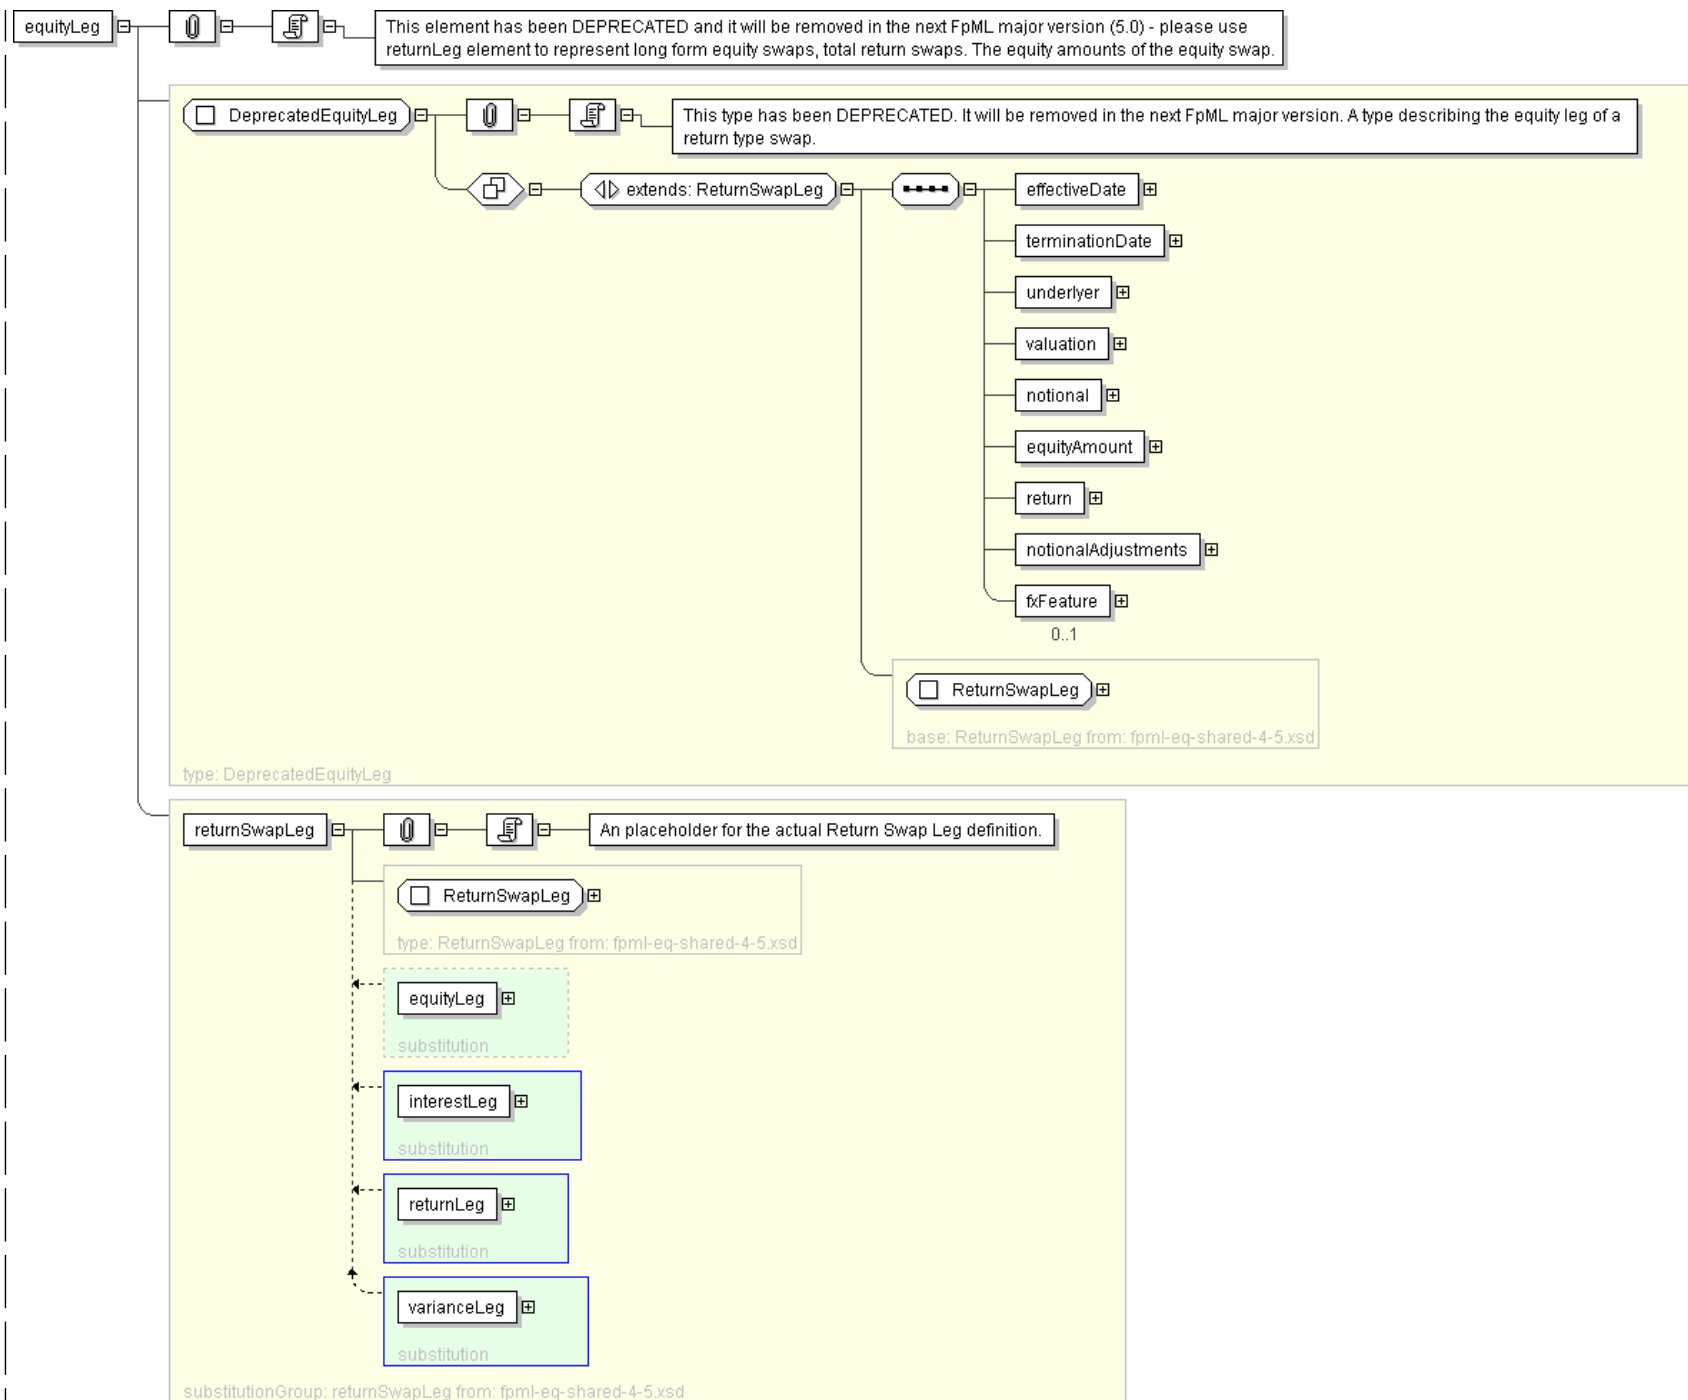 equityLeg
This element has been DEPRECATED and it will be removed in the next FpML major version (5.0) - please use
returnLeg element to represent long form equity swaps, total return swaps. The equity amounts of the equity swap.
DeprecatedEquityLeg
This type has been DEPRECATED. It will be removed in the next FpML major version. A type describing the equity leg of a
return type swap.
extends: ReturnSwapLeg
effectiveDate
terminationDate
underlyer
valuation
notional
equityAmount
return
notionalAdjustments
fxFeature
0..1
ReturnSwapLeg
base: ReturnSwapLeg from: fpml-eq-shared-4-5.xsd
type: DeprecatedEquityLeg
returnSwapLeg
An placeholder for the actual Return Swap Leg definition.
ReturnSwapLeg
type: ReturnSwapLeg from: fpml-eq-shared-4-5.xsd
equityLeg
substitution
interestLeg
substitution
returnLeg
substitution
varianceLeg
substitution
substitutionGroup: returnSwapLeg from: fpml-eq-shared-4-5.xsd